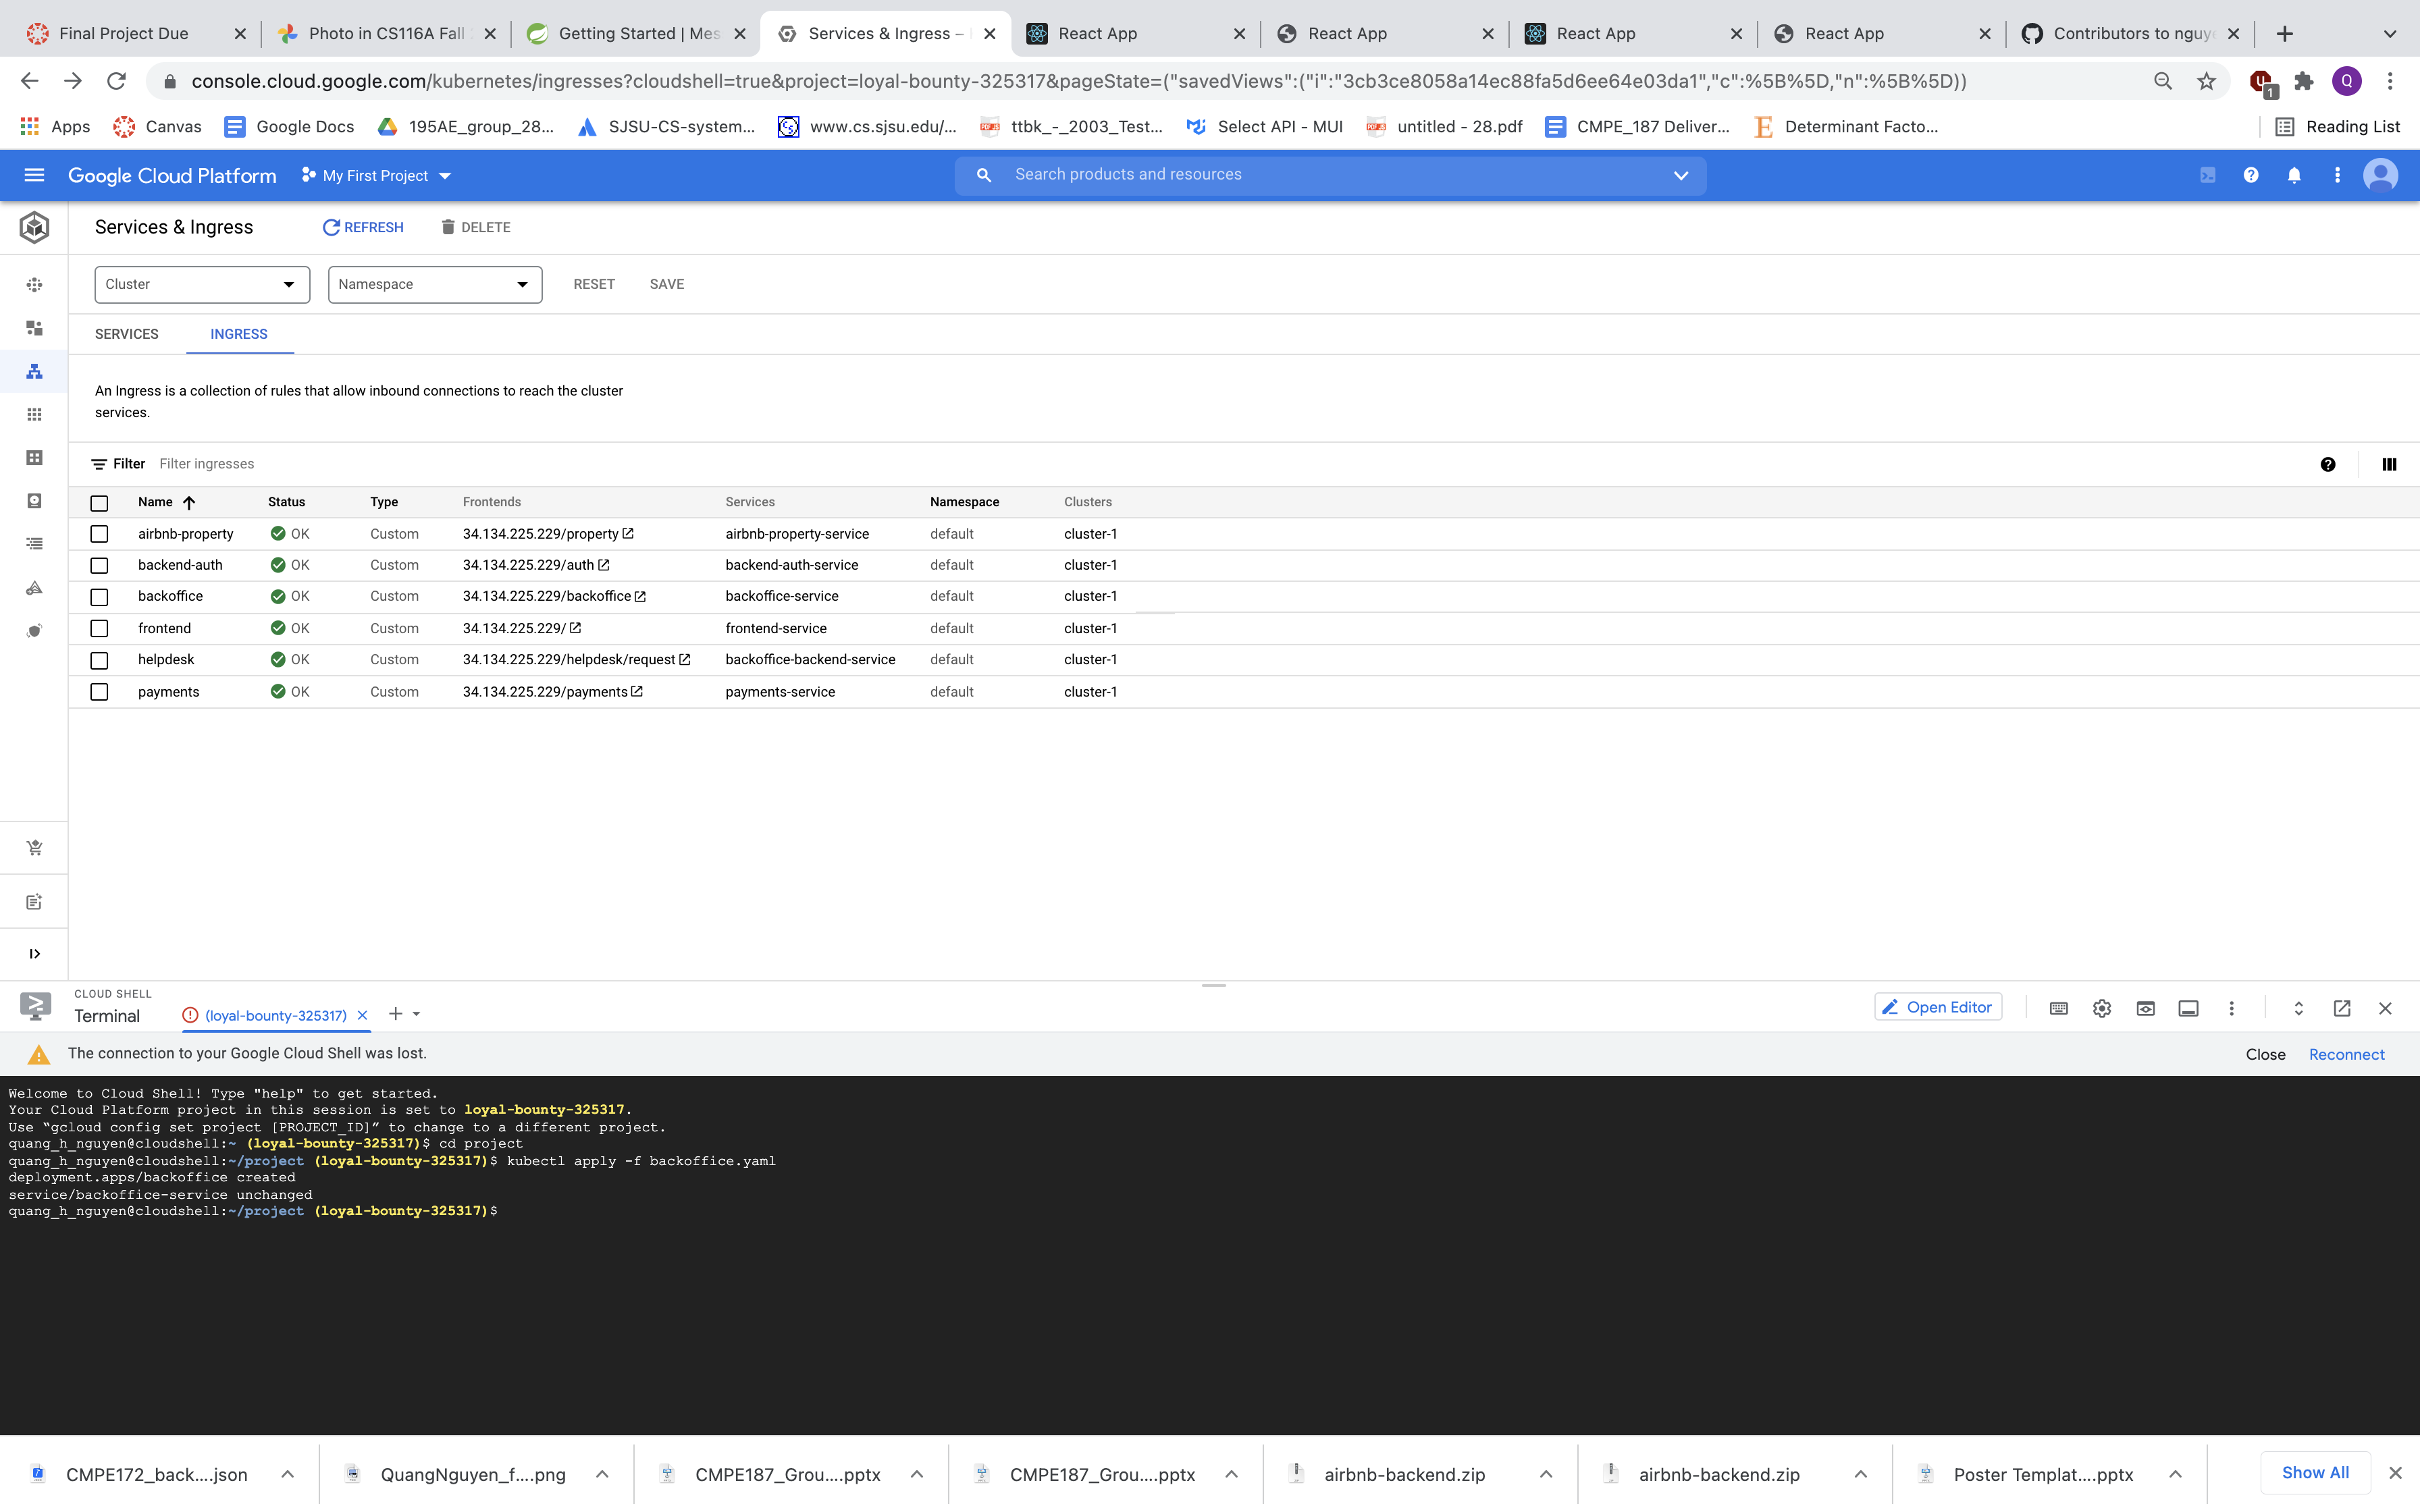 Final Project Due
Photo in CS116A Fall
Getting Started | Mes
Services & Ingress –
React App
React App
React App
React App
Contributors to nguy
console.cloud.google.com/kubernetes/ingresses?cloudshell=true&project=loyal-bounty-325317&pageState=("savedViews":("i":"3cb3ce8058a14ec88fa5d6ee64e03da1","c":%5B%5D,"n":%5B%5D))
1
Q
Apps
Canvas
Google Docs
195AE_group_28...
SJSU-CS-system...
www.cs.sjsu.edu/...
ttbk_-_2003_Test...
Select API - MUI
untitled - 28.pdf
CMPE_187 Deliver...
Determinant Facto...
Reading List
Google Cloud Platform
My First Project
Search products and resources
Services & Ingress
REFRESH
DELETE
Cluster
Namespace
RESET
SAVE
SERVICES
INGRESS
An Ingress is a collection of rules that allow inbound connections to reach the cluster
services.
Filter Filter ingresses
Name Status Type Frontends Services Namespace Clusters
airbnb-property OK Custom 34.134.225.229/property airbnb-property-service default cluster-1
backend-auth OK Custom 34.134.225.229/auth backend-auth-service default cluster-1
backoffice OK Custom 34.134.225.229/backoffice backoffice-service default cluster-1
frontend OK Custom 34.134.225.229/ frontend-service default cluster-1
helpdesk OK Custom 34.134.225.229/helpdesk/request backoffice-backend-service default cluster-1
payments OK Custom 34.134.225.229/payments payments-service default cluster-1
CLOUD SHELL
Terminal
(loyal-bounty-325317)
Open Editor
The connection to your Google Cloud Shell was lost.
Close
Reconnect
Welcome to Cloud Shell! Type "help" to get started.
Your Cloud Platform project in this session is set to loyal-bounty-325317.
Use “gcloud config set project [PROJECT_ID]” to change to a different project.
quang_h_nguyen@cloudshell:~ (loyal-bounty-325317)$ cd project
quang_h_nguyen@cloudshell:~/project (loyal-bounty-325317)$ kubectl apply -f backoffice.yaml
deployment.apps/backoffice created
service/backoffice-service unchanged
quang_h_nguyen@cloudshell:~/project (loyal-bounty-325317)$
CMPE172_back....json
QuangNguyen_f....png
CMPE187_Grou....pptx
CMPE187_Grou....pptx
airbnb-backend.zip
airbnb-backend.zip
Poster Templat....pptx
Show All